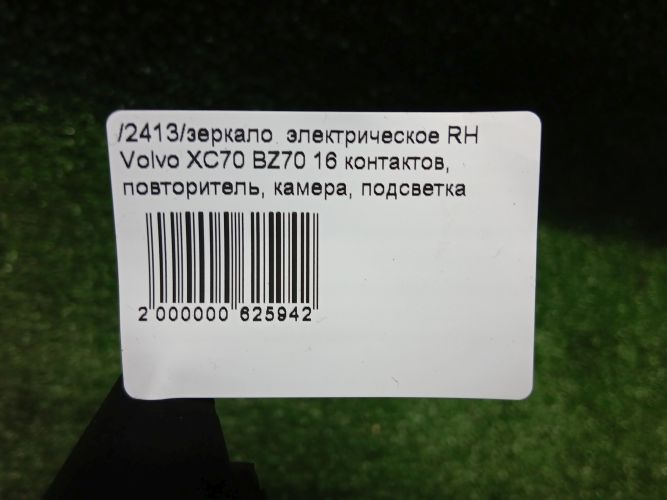 /2413/зеркало электрическое RH
Volvo XC70 BZ70 16 контактов,
повторитель, камера, подсветка
2 000000 625942